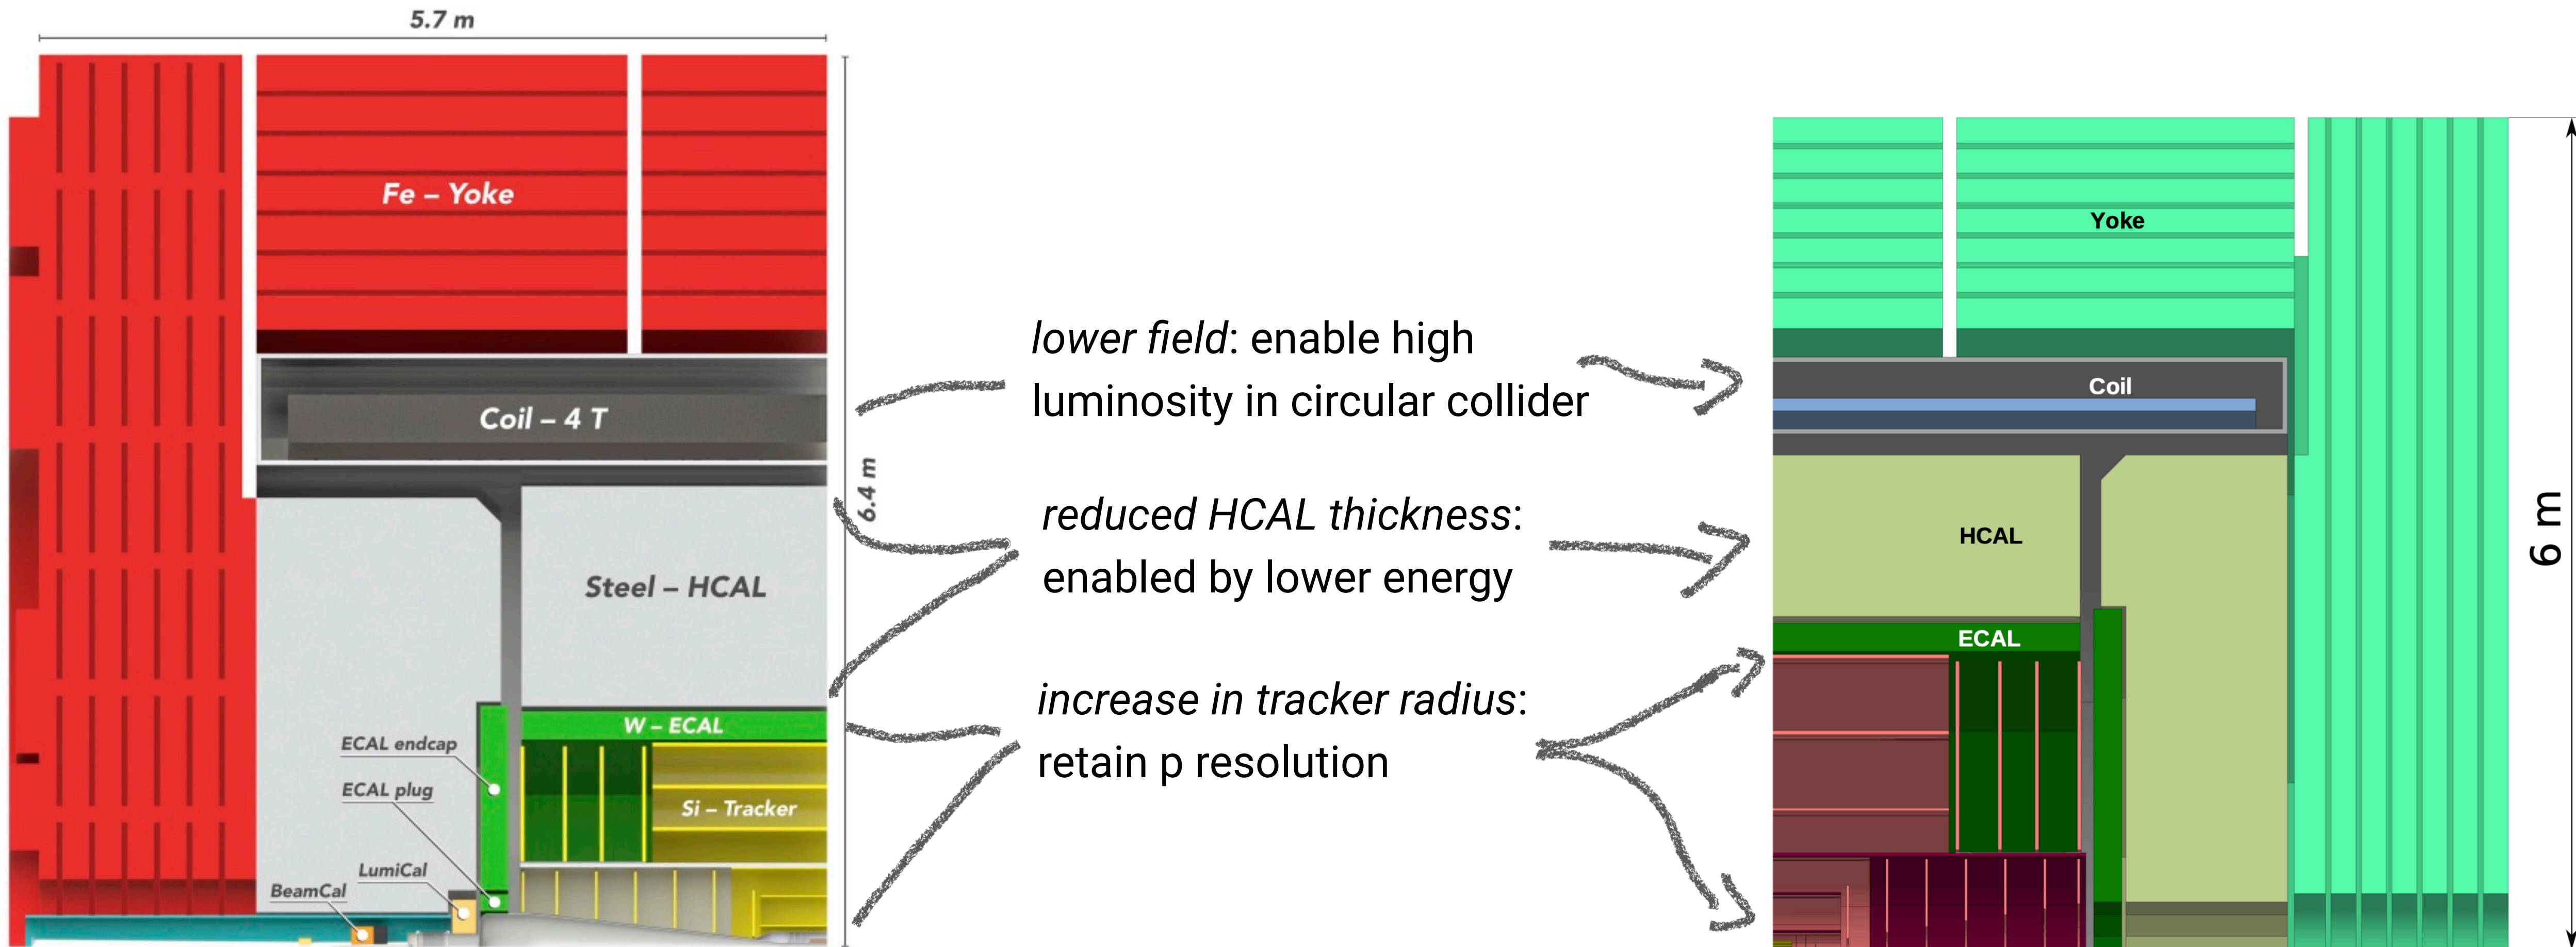 5.7 m
Fe – Yoke
Coil – 4 T
6.4 m
Steel – HCAL
W – ECAL
ECAL endcap
ECAL plug
Si – Tracker
LumiCal
BeamCal
lower field: enable high
luminosity in circular collider
reduced HCAL thickness:
enabled by lower energy
increase in tracker radius:
retain p resolution
Yoke
Coil
HCAL
ECAL
6 m